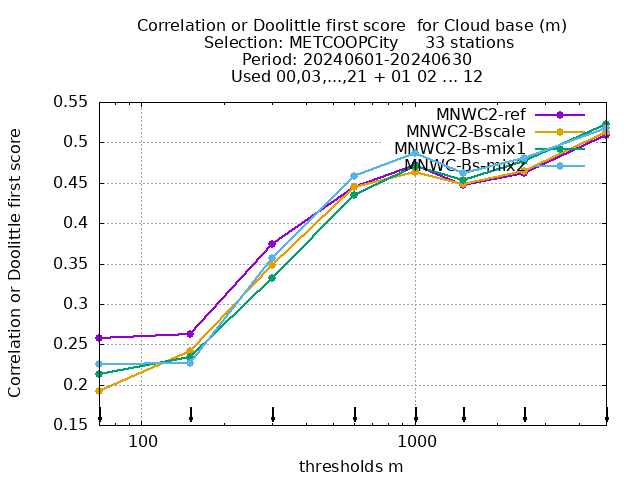 Correlation or Doolittle first score  for Cloud base (m)
Selection: METCOOPCity     33 stations
Period: 20240601-20240630
Used 00,03,...,21 + 01 02 ... 12
Correlation or Doolittle first score
0.55
0.5
0.45
0.4
0.35
0.3
0.25
0.2
0.15
MNWC2-ref
MNWC2-Bscale
MNWC2-Bs-mix1
MNWC-Bs-mix2
100
1000
thresholds m